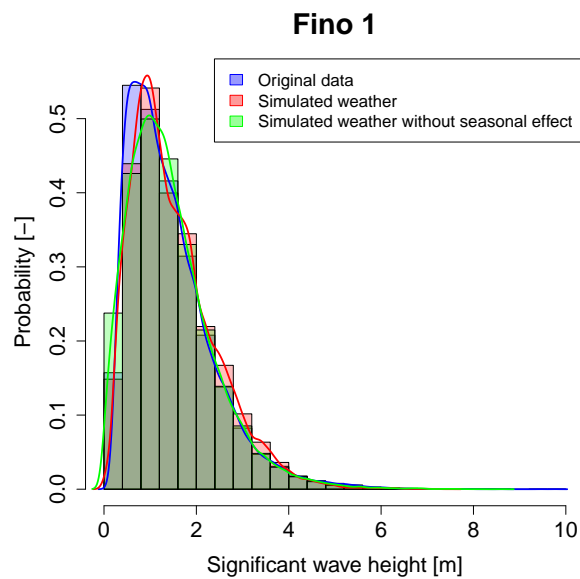 Fino 1
Original data
Simulated weather
Simulated weather without seasonal effect
Probability [-]
0.5
0.4
0.3
0.2
0.1
0.0
0 2 4 6 8 10
Significant wave height [m]